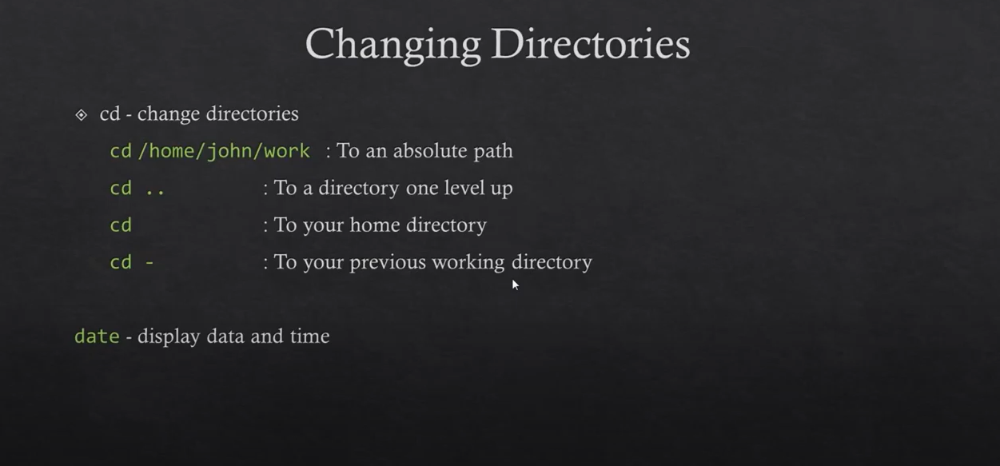 Changing Directories
cd - change directories
cd /home/john/work : To an absolute path
cd .. : To a directory one level up
cd : To your home directory
cd - : To your previous working directory
date - display data and time